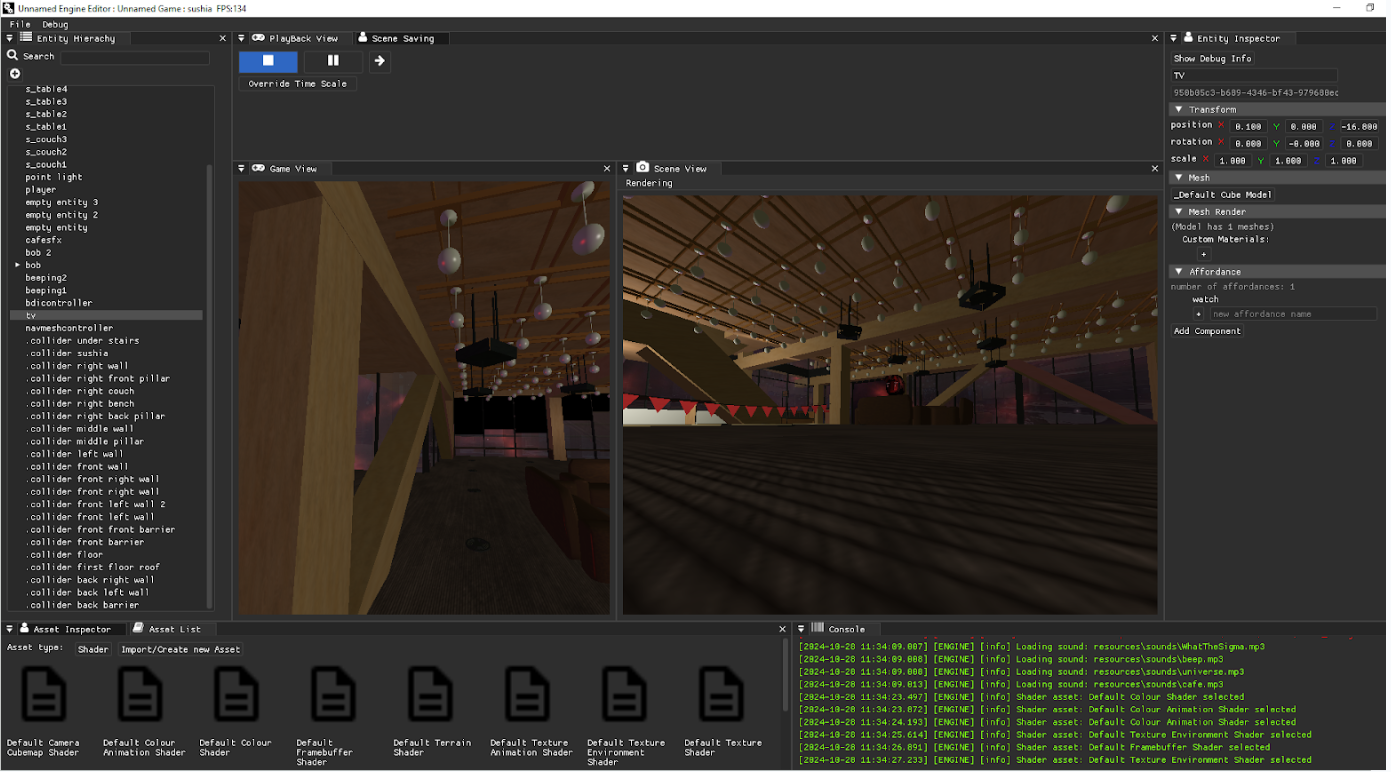 Unnamed Engine Editor : Unnamed Game : sushia FPS:134
File Debug
Entity Hierachy
Search
s_table4
s_table3
s_table2
s_table1
s_couch3
s_couch2
s_couch1
point light
player
empty entity 3
empty entity 2
empty entity
cafesfx
bob 2
bob
beeping2
beeping1
bdicontroller
tv
navmeshcontroller
.collider under stairs
.collider sushia
.collider right wall
.collider right front pillar
.collider right couch
.collider right bench
.collider right back pillar
.collider middle wall
.collider middle pillar
.collider left wall
.collider front wall
.collider front right wall
.collider front right wall
.collider front left wall 2
.collider front left wall
.collider front front barrier
.collider front barrier
.collider floor
.collider first floor roof
.collider back right wall
.collider back left wall
.collider back barrier
PlayBack View
Scene Saving
Override Time Scale
Game View
Scene View
Rendering
Entity Inspector
Show Debug Info
TV
Transform
position X 0.100 Y 0.000 -16.800
rotation X 0.000 Y -0.000 0.000
scale X 1.000 Y 1.000 1.000
Mesh
_Default Cube Model
Mesh Render
(Model has 1 meshes)
Custom Materials:
+
Affordance
number of affordances: 1
watch
+ new affordance name
Add Component
Asset Inspector
Asset List
Asset type: Shader Import/Create new Asset
Default Camera Cubemap Shader
Default Colour Animation Shader
Default Colour Shader
Default Framebuffer Shader
Default Terrain Shader
Default Texture Animation Shader
Default Texture Environment Shader
Default Texture Shader
Console
[2024-10-28 11:34:09.807] [ENGINE] [info] Loading sound: resources\sounds\WhatTheSigma.mp3
[2024-10-28 11:34:09.808] [ENGINE] [info] Loading sound: resources\sounds\beep.mp3
[2024-10-28 11:34:09.808] [ENGINE] [info] Loading sound: resources\sounds\universe.mp3
[2024-10-28 11:34:09.813] [ENGINE] [info] Loading sound: resources\sounds\cafe.mp3
[2024-10-28 11:34:23.497] [ENGINE] [info] Shader asset: Default Colour Shader selected
[2024-10-28 11:34:23.872] [ENGINE] [info] Shader asset: Default Colour Animation Shader selected
[2024-10-28 11:34:24.193] [ENGINE] [info] Shader asset: Default Colour Animation Shader selected
[2024-10-28 11:34:25.614] [ENGINE] [info] Shader asset: Default Texture Environment Shader selected
[2024-10-28 11:34:26.891] [ENGINE] [info] Shader asset: Default Framebuffer Shader selected
[2024-10-28 11:34:27.233] [ENGINE] [info] Shader asset: Default Texture Environment Shader selected